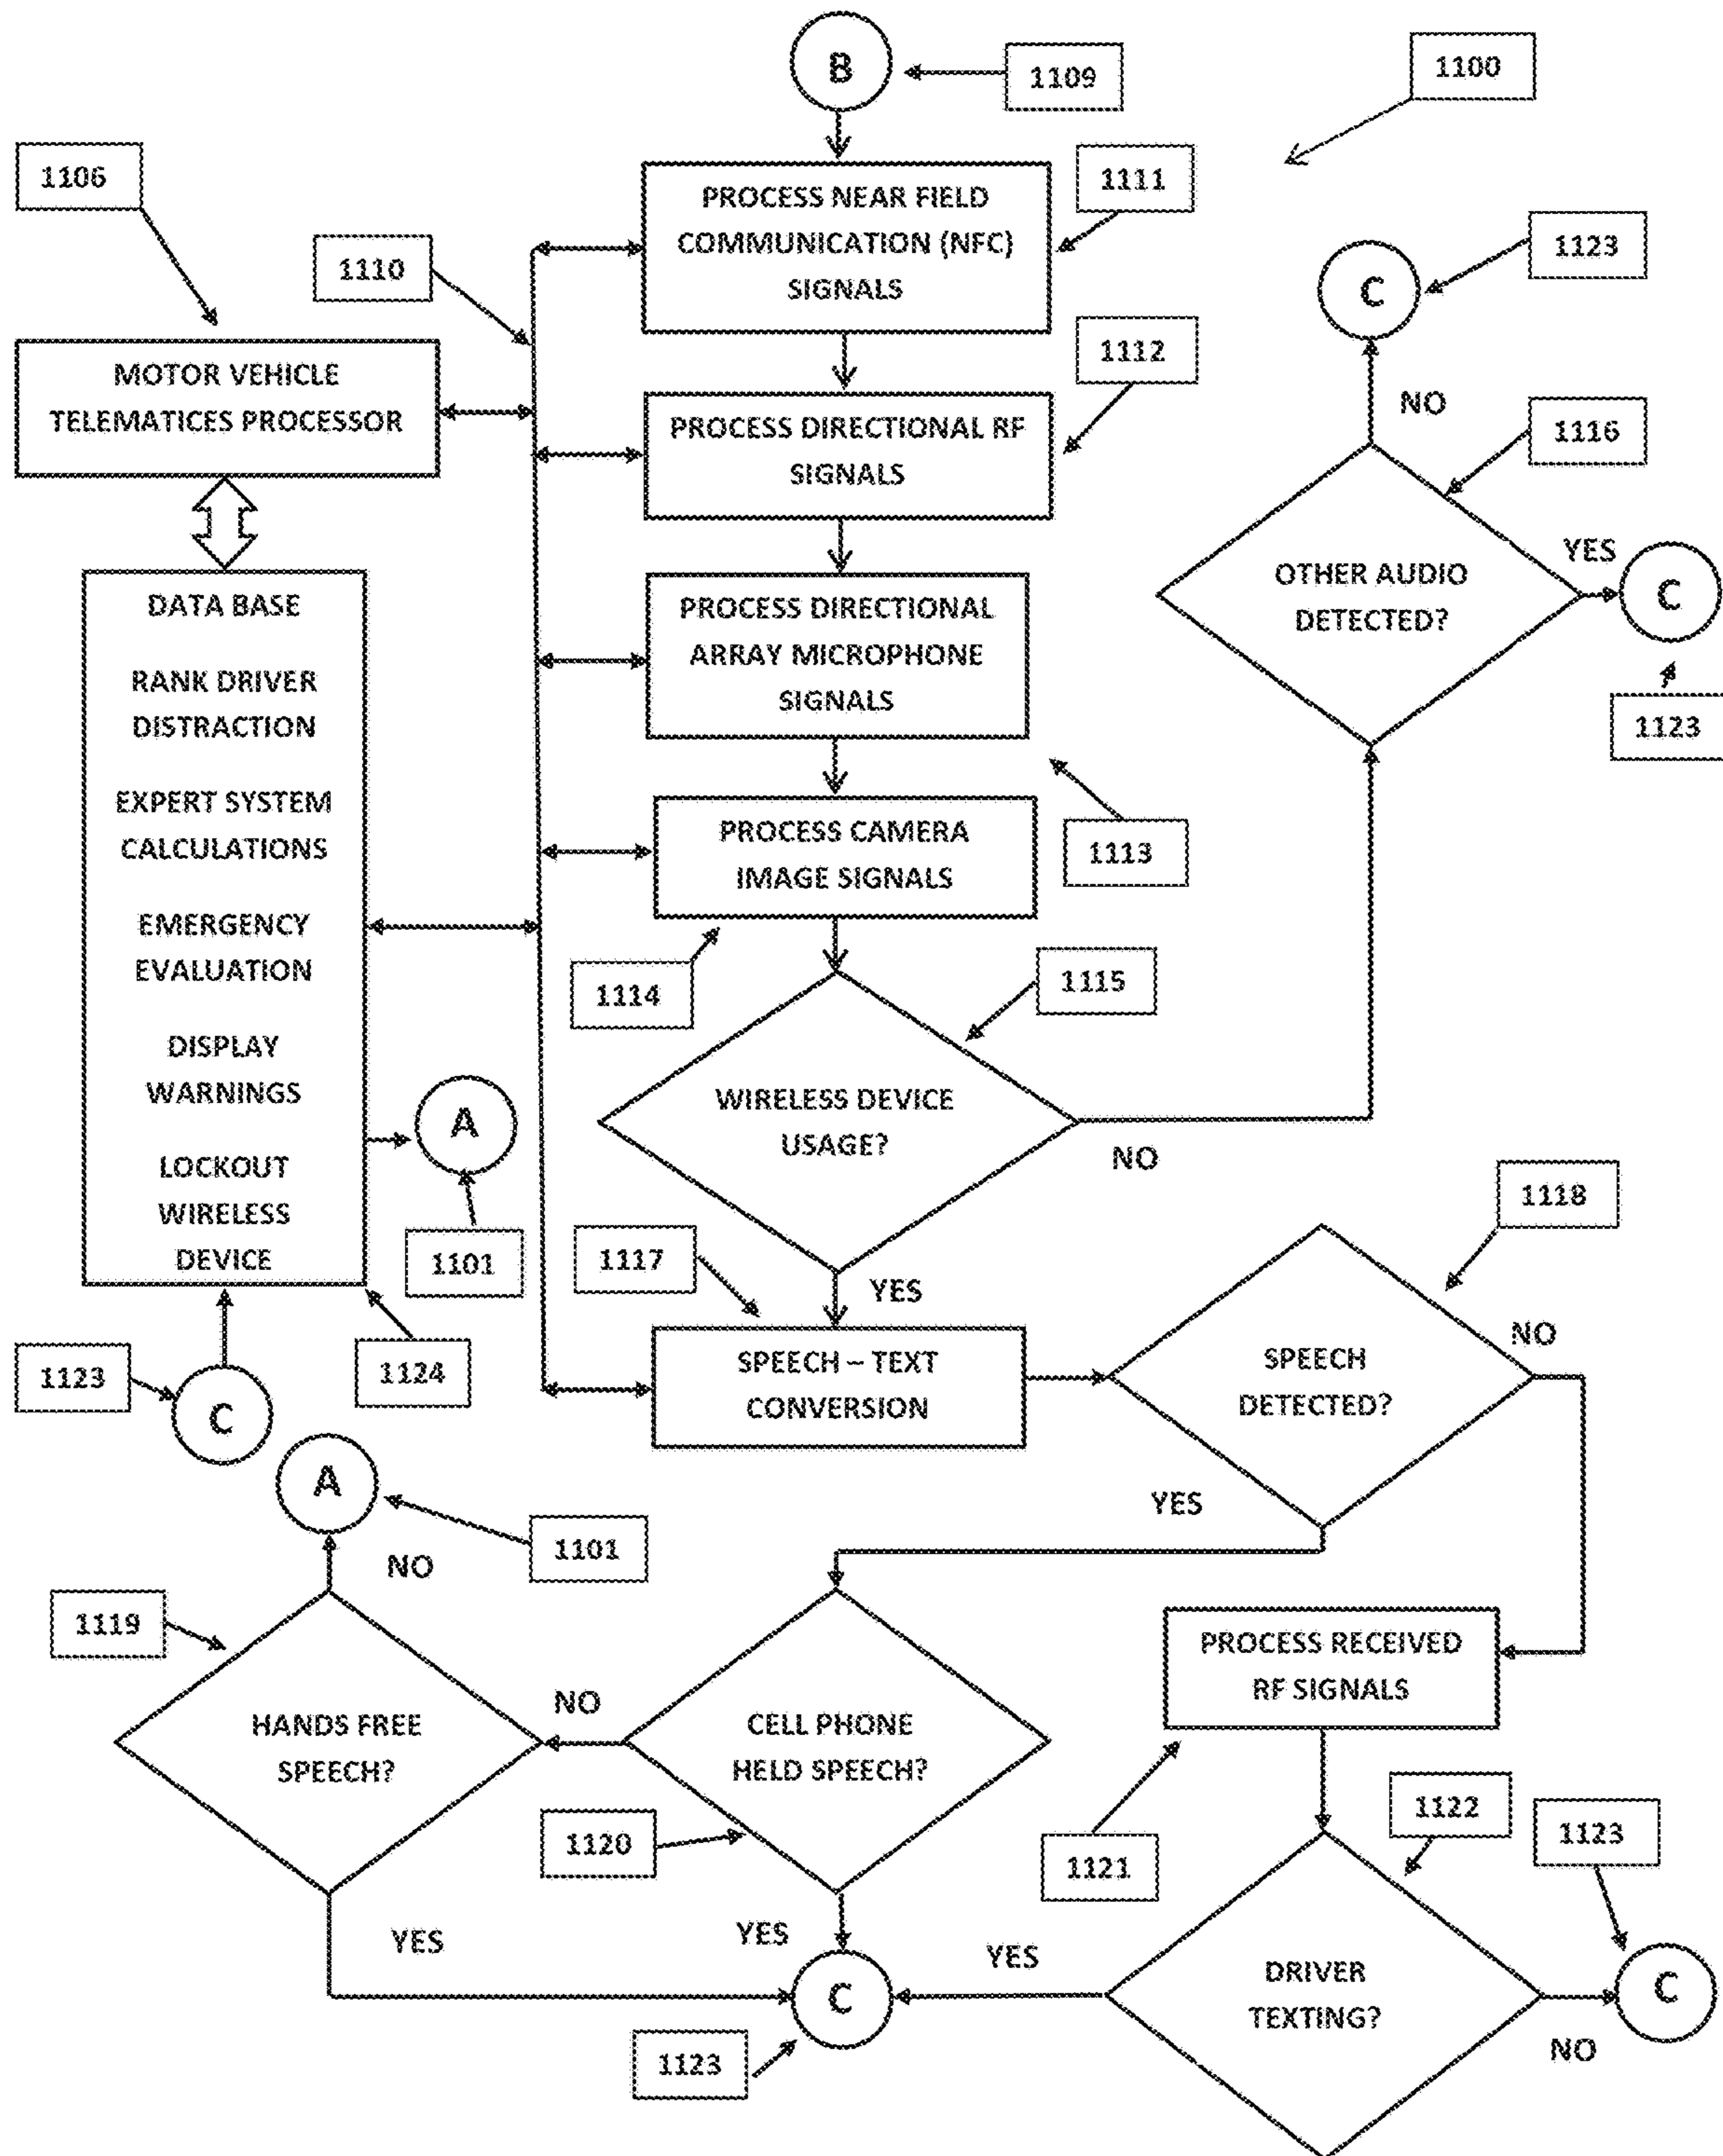 B
1109
1100
1106
1110
PROCESS NEAR FIELD
COMMUNICATION (NFC)
SIGNALS
1111
1123
C
1112
MOTOR VEHICLE
TELEMATICES PROCESSOR
PROCESS DIRECTIONAL RF
SIGNALS
NO
1116
OTHER AUDIO
DETECTED?
YES
C
1123
DATA BASE
RANK DRIVER
DISTRACTION
EXPERT SYSTEM
CALCULATIONS
EMERGENCY
EVALUATION
DISPLAY
WARNINGS
LOCKOUT
WIRELESS
DEVICE
PROCESS DIRECTIONAL
ARRAY MICROPHONE
SIGNALS
1113
PROCESS CAMERA
IMAGE SIGNALS
1114
1115
A
1101
WIRELESS DEVICE
USAGE?
NO
1118
1117
YES
1123
C
1124
SPEECH – TEXT
CONVERSION
SPEECH
DETECTED?
NO
YES
A
1101
NO
1119
HANDS FREE
SPEECH?
NO
CELL PHONE
HELD SPEECH?
PROCESS RECEIVED
RF SIGNALS
1120
1121
1122
1123
YES
YES
C
YES
DRIVER
TEXTING?
C
NO
1123